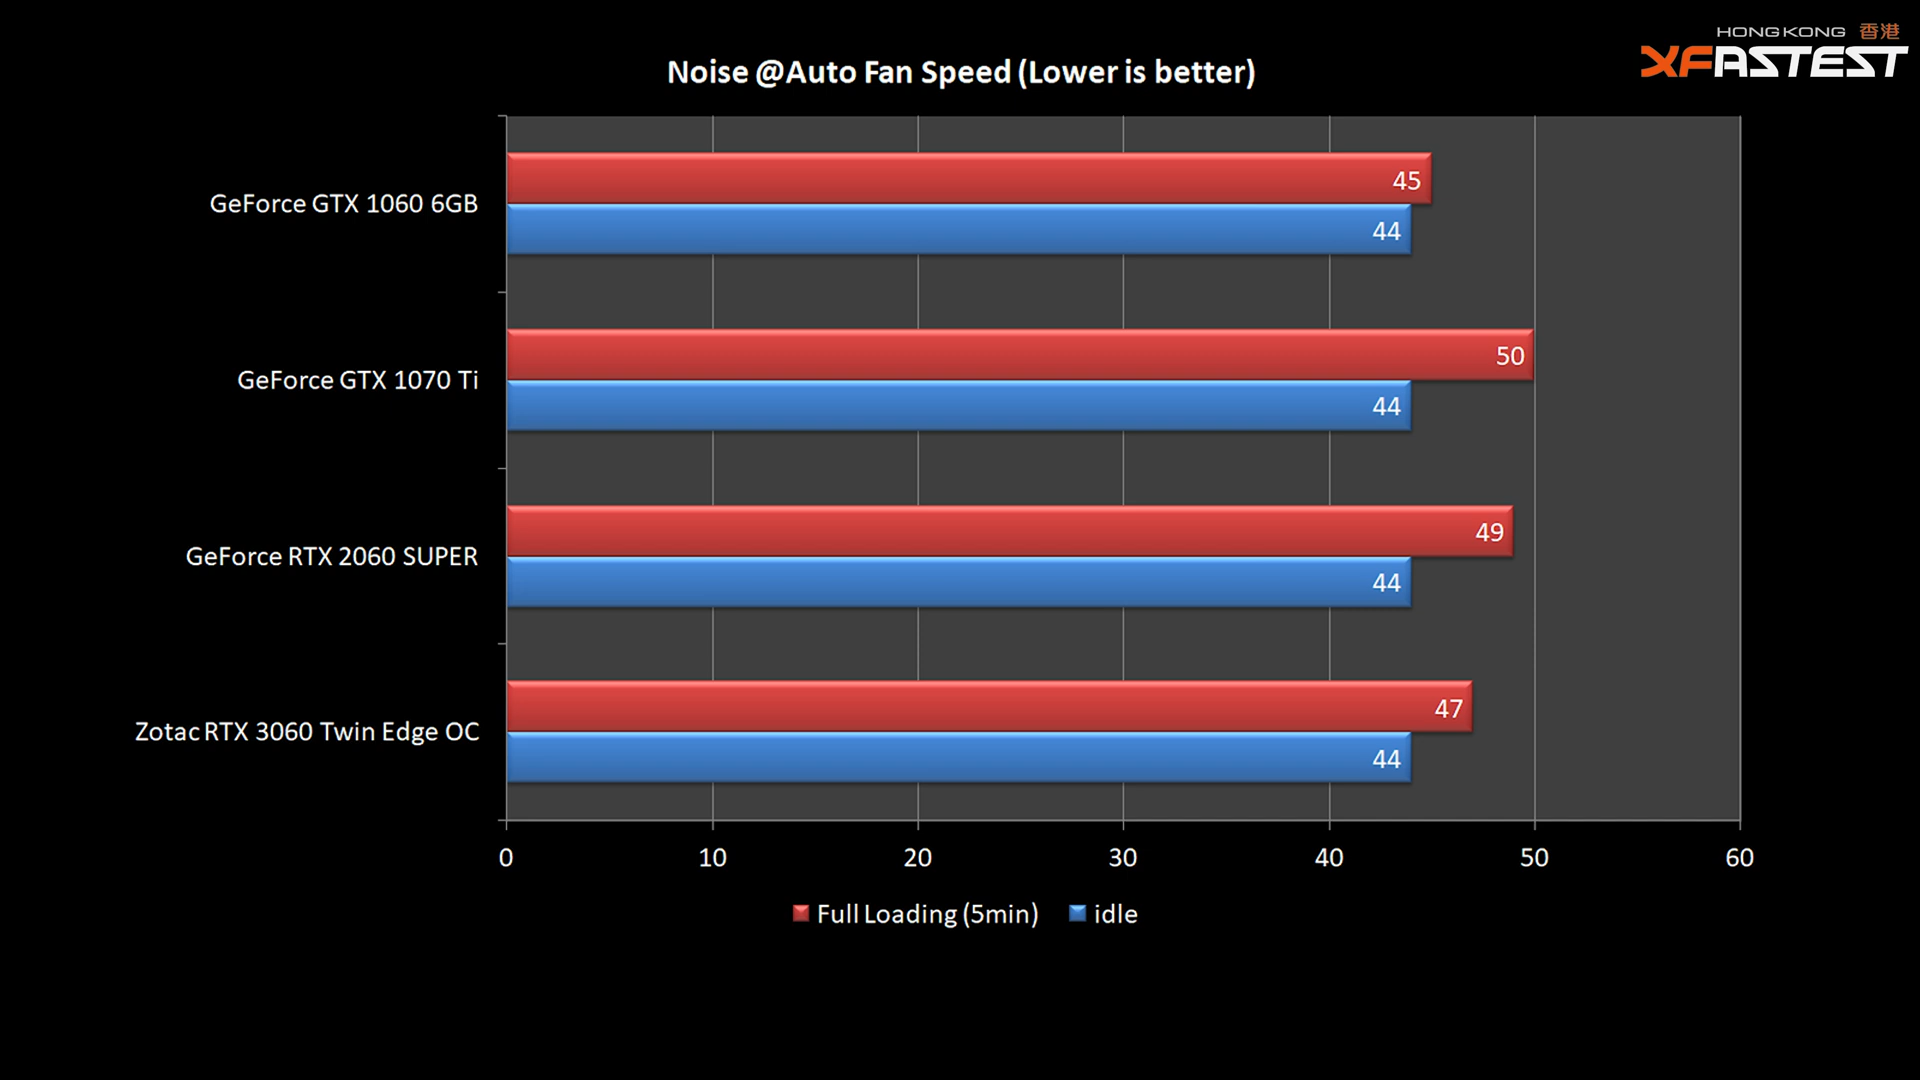 HONG KONG 香港
XFASTEST
Noise @Auto Fan Speed (Lower is better)
GeForce GTX 1060 6GB
45
44
GeForce GTX 1070 Ti
50
44
GeForce RTX 2060 SUPER
49
44
Zotac RTX 3060 Twin Edge OC
47
44
0 10 20 30 40 50 60
Full Loading (5min) idle